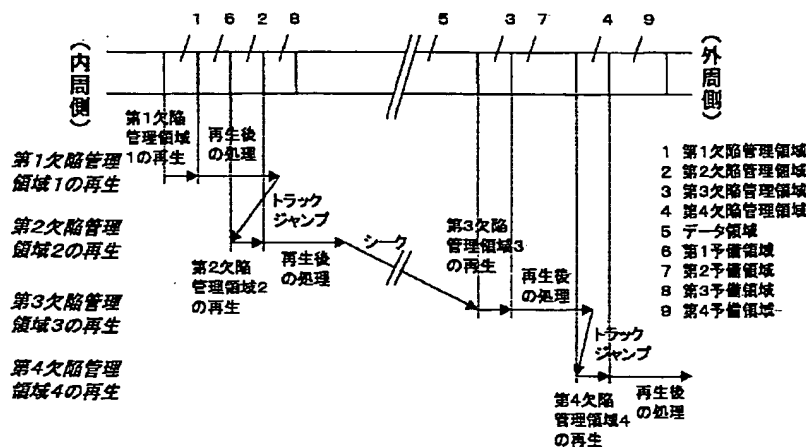 1 6 2 8 5 3 7 4 9
(内周側)
(外周側)
第1欠陥
管理領域
1の再生
再生後
の処理
第1欠陥管理
領域1の再生
トラック
ジャンプ
第2欠陥管理
領域2の再生
第2欠陥
管理領域2
の再生
再生後
の処理
シーク
第3欠陥
管理領域3
の再生
再生後
の処理
第3欠陥管理
領域3の再生
トラック
ジャンプ
第4欠陥管理
領域4の再生
第4欠陥
管理領域4
の再生
再生後
の処理
1 第1欠陥管理領域
2 第2欠陥管理領域
3 第3欠陥管理領域
4 第4欠陥管理領域
5 データ領域
6 第1予備領域
7 第2予備領域
8 第3予備領域
9 第4予備領域